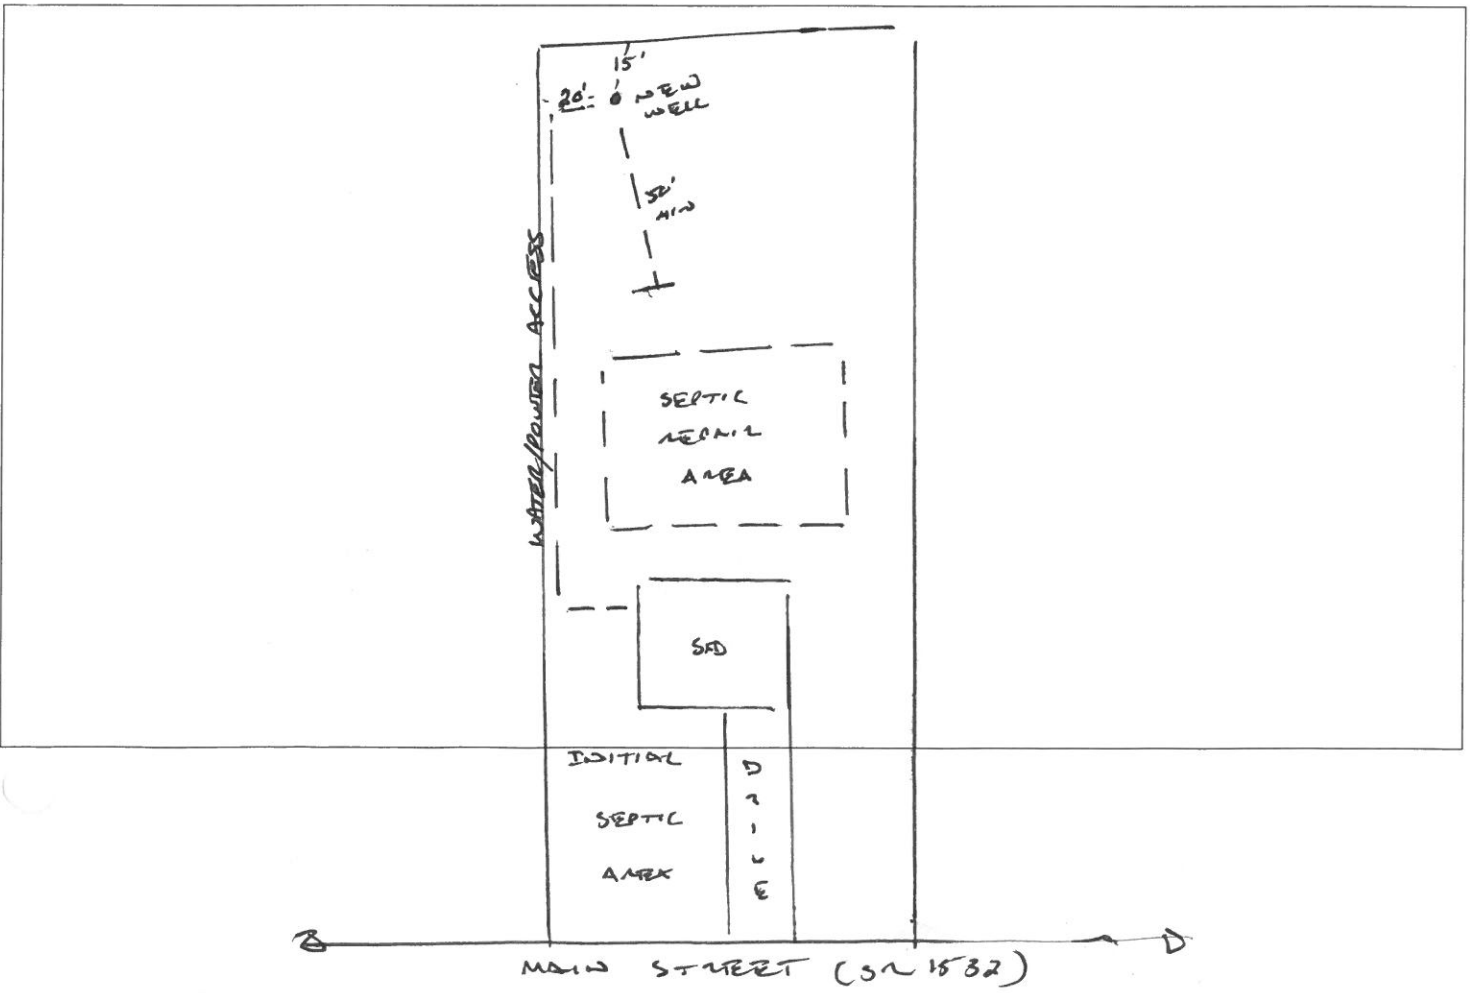 15'
20'
NEW
WELL
50'
MIN
WATER/POWER ACCESS
SEPTIC
REPAIR
AREA
SFD
INITIAL
SEPTIC
AREA
DRIVE
MAIN STREET (SR 1532)